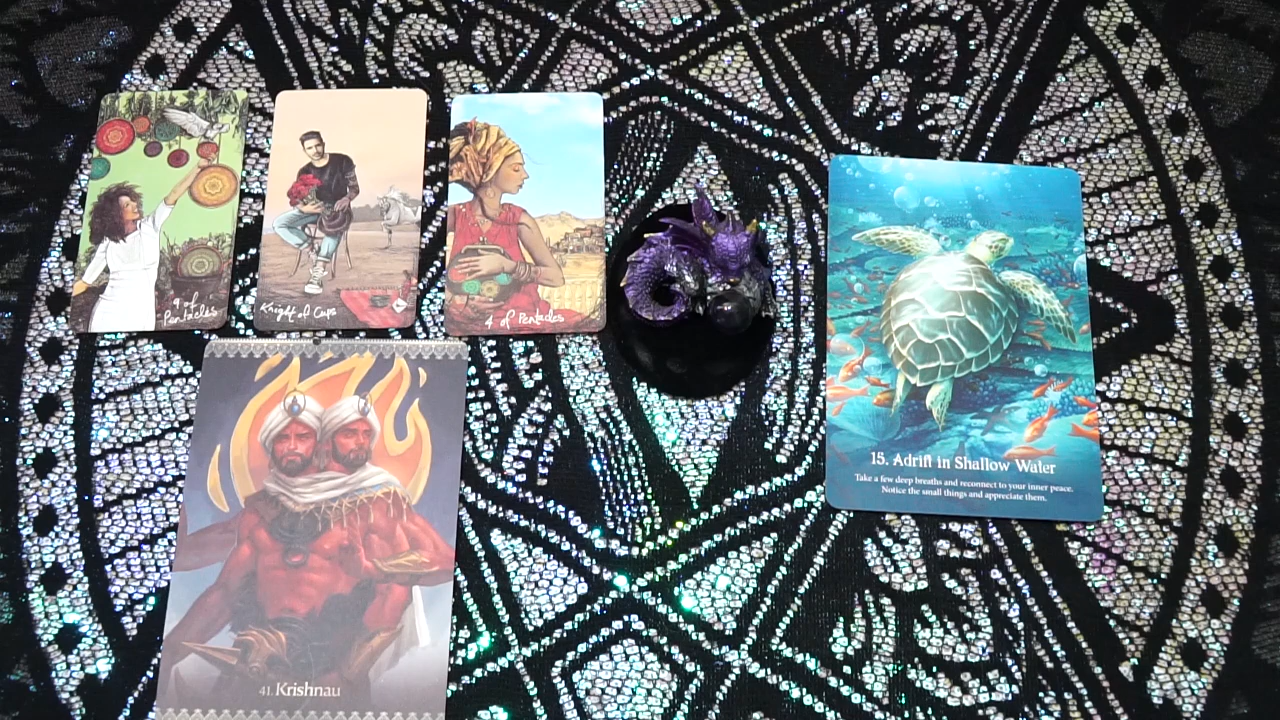 9 of
Pentacles
Knight of Cups
4 of Pentacles
15. Adrift in Shallow Water
Take a few deep breaths and reconnect to your inner peace.
Notice the small things and appreciate them.
41. Krishnau